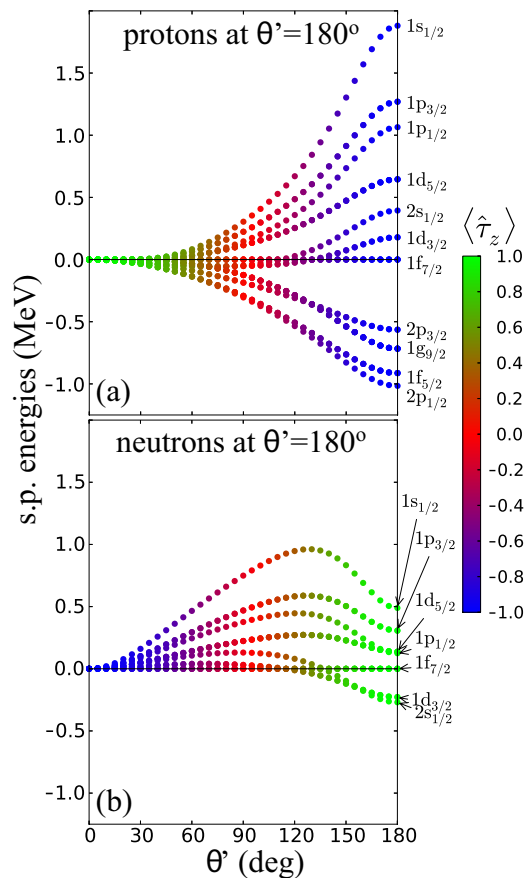 protons at θ'=180°
1s1/2
1p3/2
1p1/2
1d5/2
2s1/2
1d3/2
1f7/2
2p3/2
1g9/2
1f5/2
2p1/2
1.5
1.0
0.5
0.0
−0.5
−1.0
(a)
s.p. energies (MeV)
⟨τ̂z⟩
1.0
0.8
0.6
0.4
0.2
0.0
−0.2
−0.4
−0.6
−0.8
−1.0
neutrons at θ'=180°
1s1/2
1p3/2
1d5/2
1p1/2
1f7/2
1d3/2
2s1/2
1.5
1.0
0.5
0.0
−0.5
−1.0
(b)
0 30 60 90 120 150 180
θ' (deg)